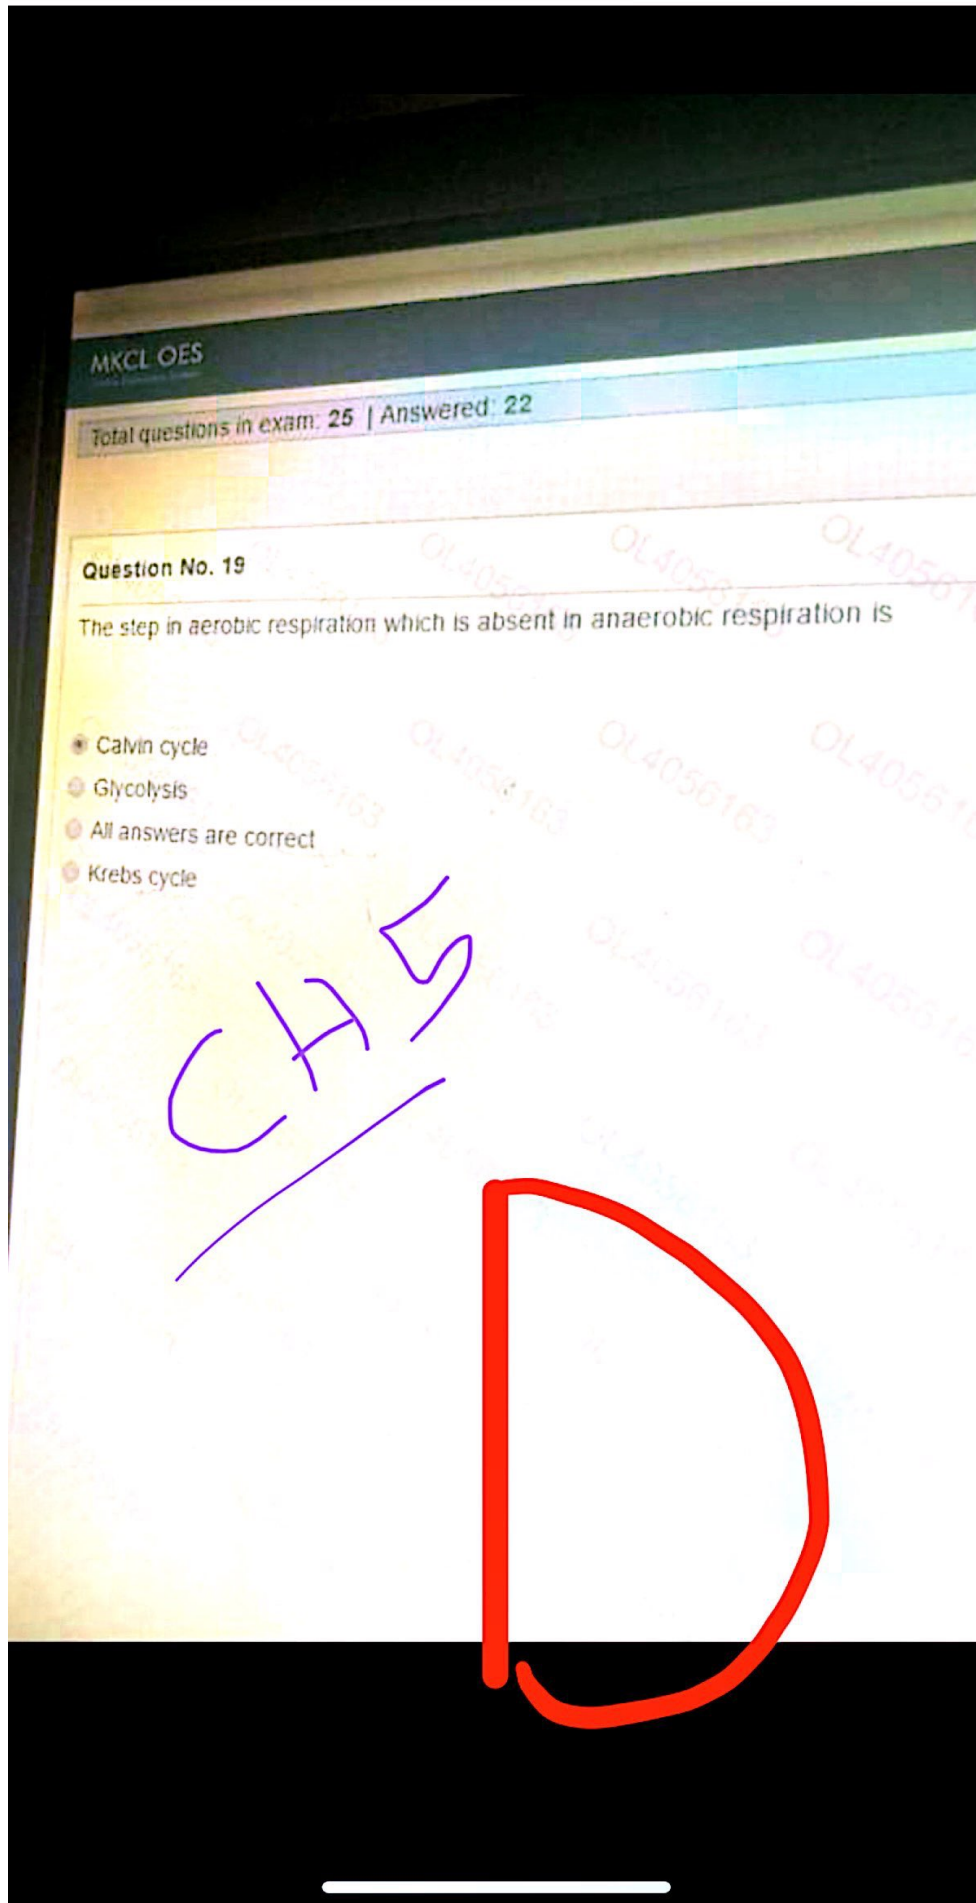 MKCL OES
Total questions in exam: 25 | Answered: 22
Question No. 19
The step in aerobic respiration which is absent in anaerobic respiration is
Calvin cycle
Glycolysis
All answers are correct
Krebs cycle
OL4056163
CH5
D